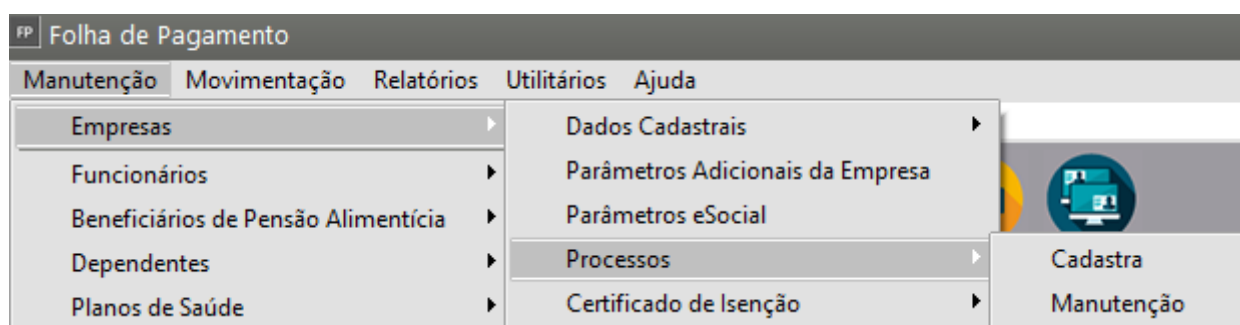 FP Folha de Pagamento
Manutenção Movimentação Relatórios Utilitários Ajuda
Empresas
Funcionários
Beneficiários de Pensão Alimentícia
Dependentes
Planos de Saúde
Dados Cadastrais
Parâmetros Adicionais da Empresa
Parâmetros eSocial
Processos
Certificado de Isenção
Cadastra
Manutenção